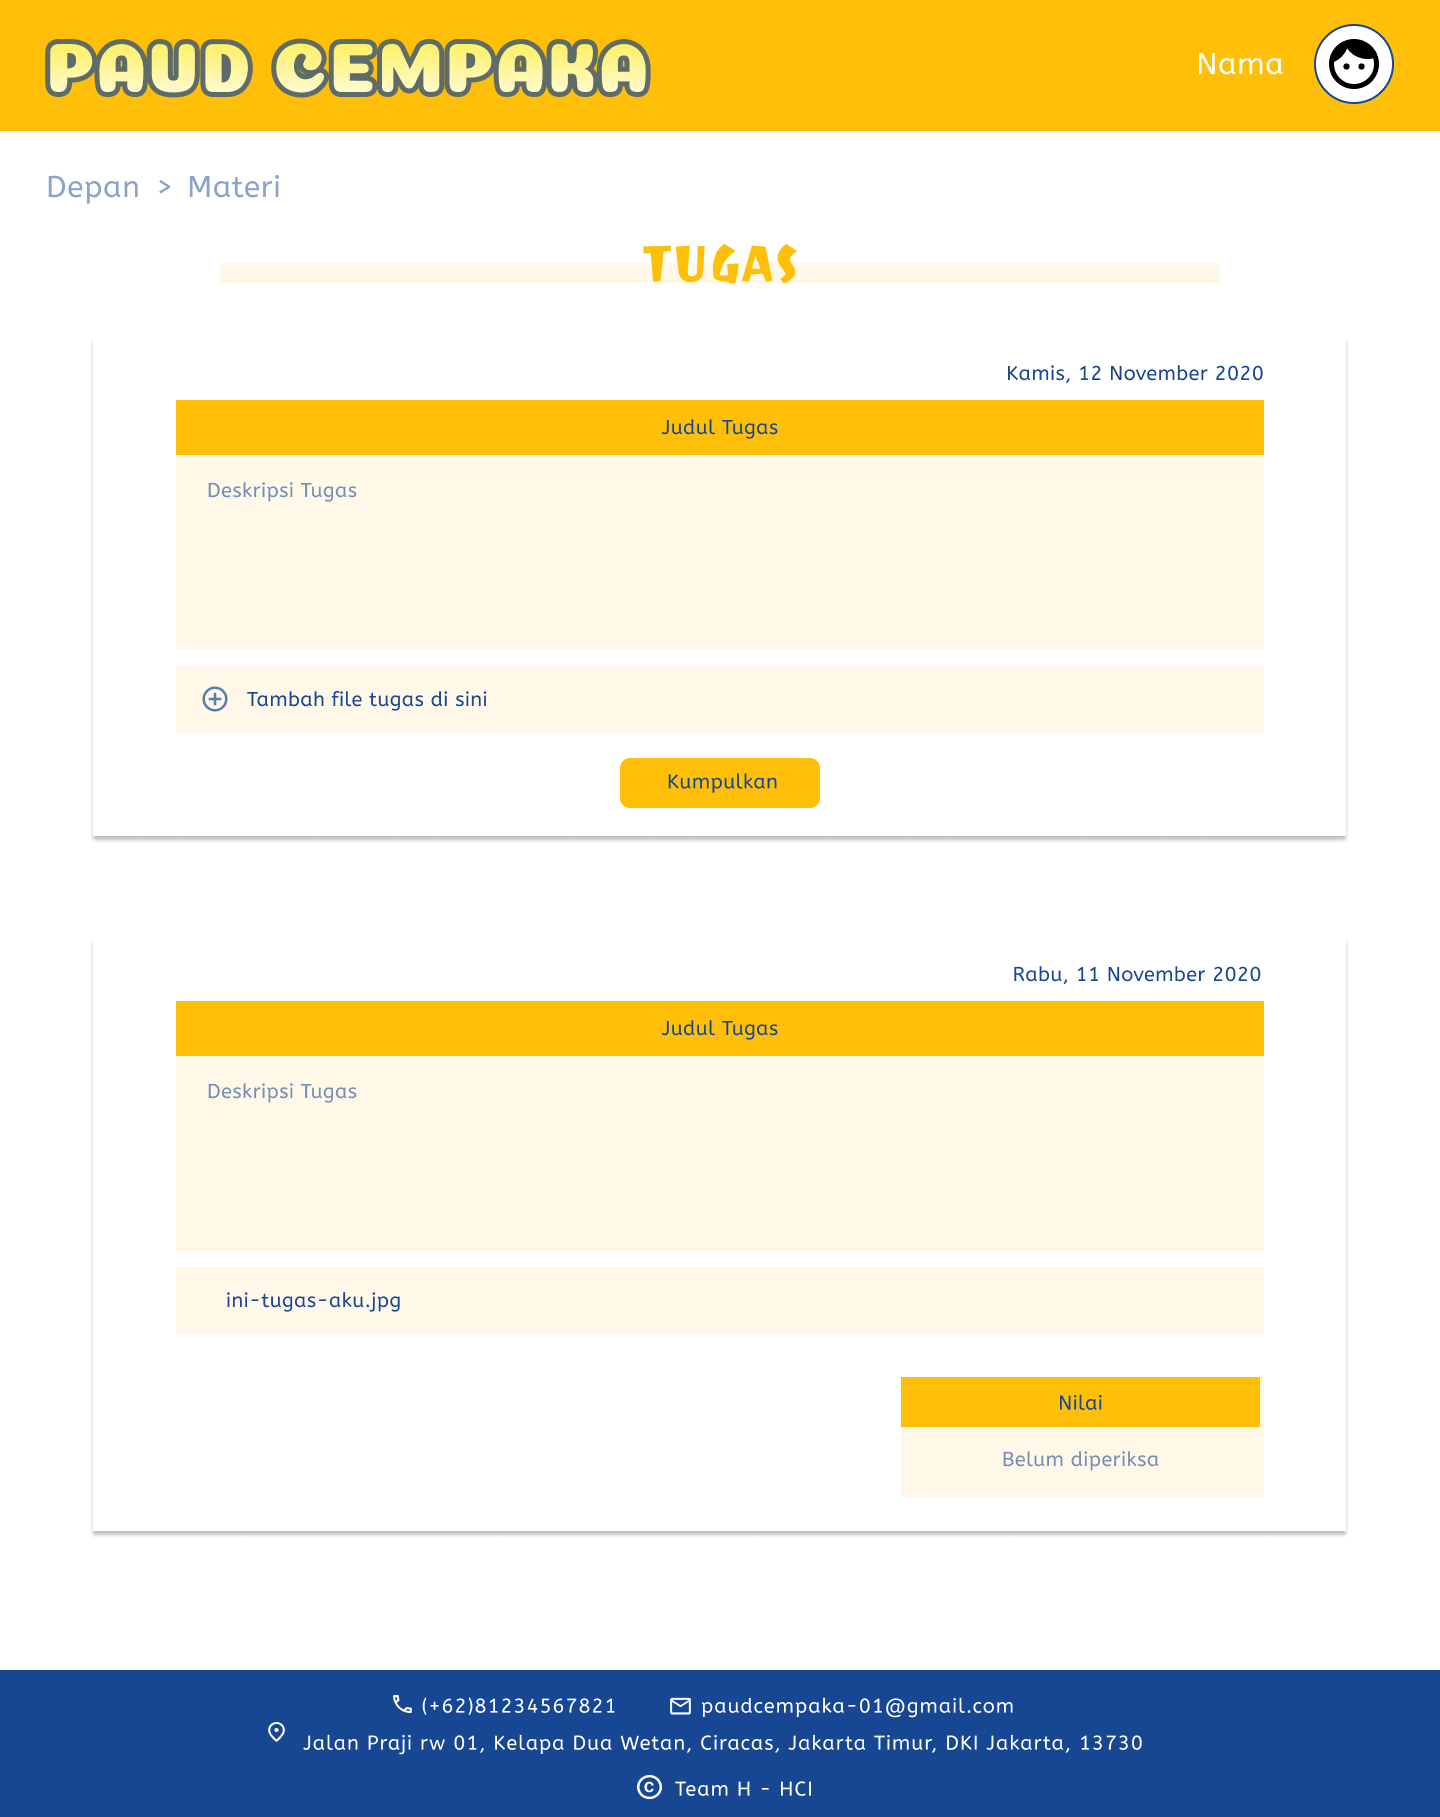 PAUD CEMPAKA
Nama
Depan > Materi
TUGAS
Kamis, 12 November 2020
Judul Tugas
Deskripsi Tugas
Tambah file tugas di sini
Kumpulkan
Rabu, 11 November 2020
Judul Tugas
Deskripsi Tugas
ini-tugas-aku.jpg
Nilai
Belum diperiksa
(+62)81234567821 paudcempaka-01@gmail.com
Jalan Praji rw 01, Kelapa Dua Wetan, Ciracas, Jakarta Timur, DKI Jakarta, 13730
© Team H - HCI